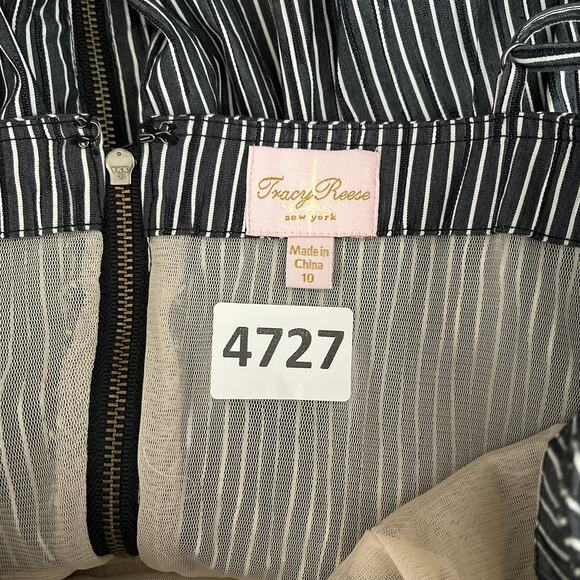 YKK
Tracy Reese
new york
Made in
China
10
4727